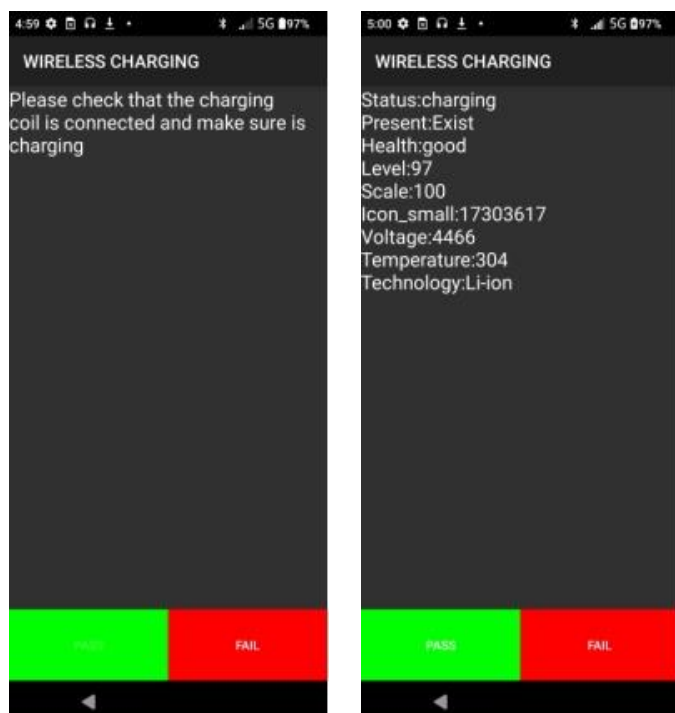 4:59 5G 97%
WIRELESS CHARGING
Please check that the charging
coil is connected and make sure is
charging
PASS FAIL
5:00 5G 97%
WIRELESS CHARGING
Status:charging
Present:Exist
Health:good
Level:97
Scale:100
Icon_small:17303617
Voltage:4466
Temperature:304
Technology:Li-ion
PASS FAIL